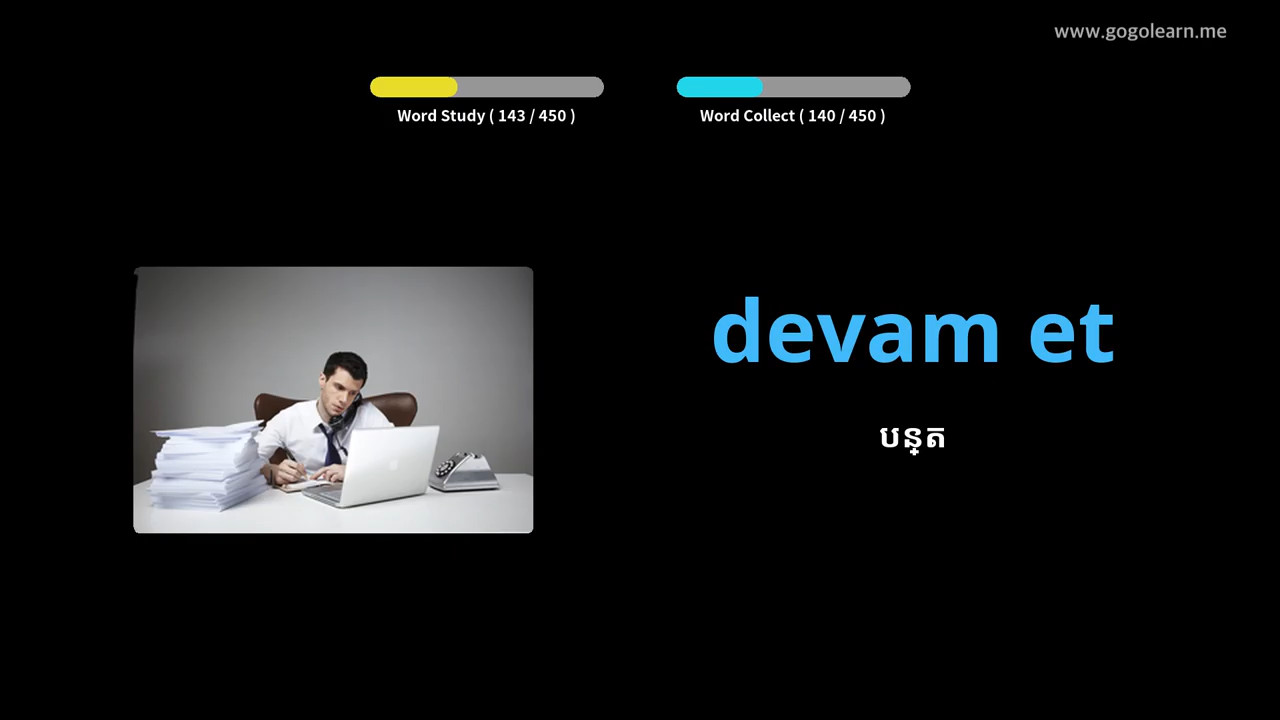 www.gogolearn.me
Word Study ( 143 / 450 )
Word Collect ( 140 / 450 )
devam et
បន្ត